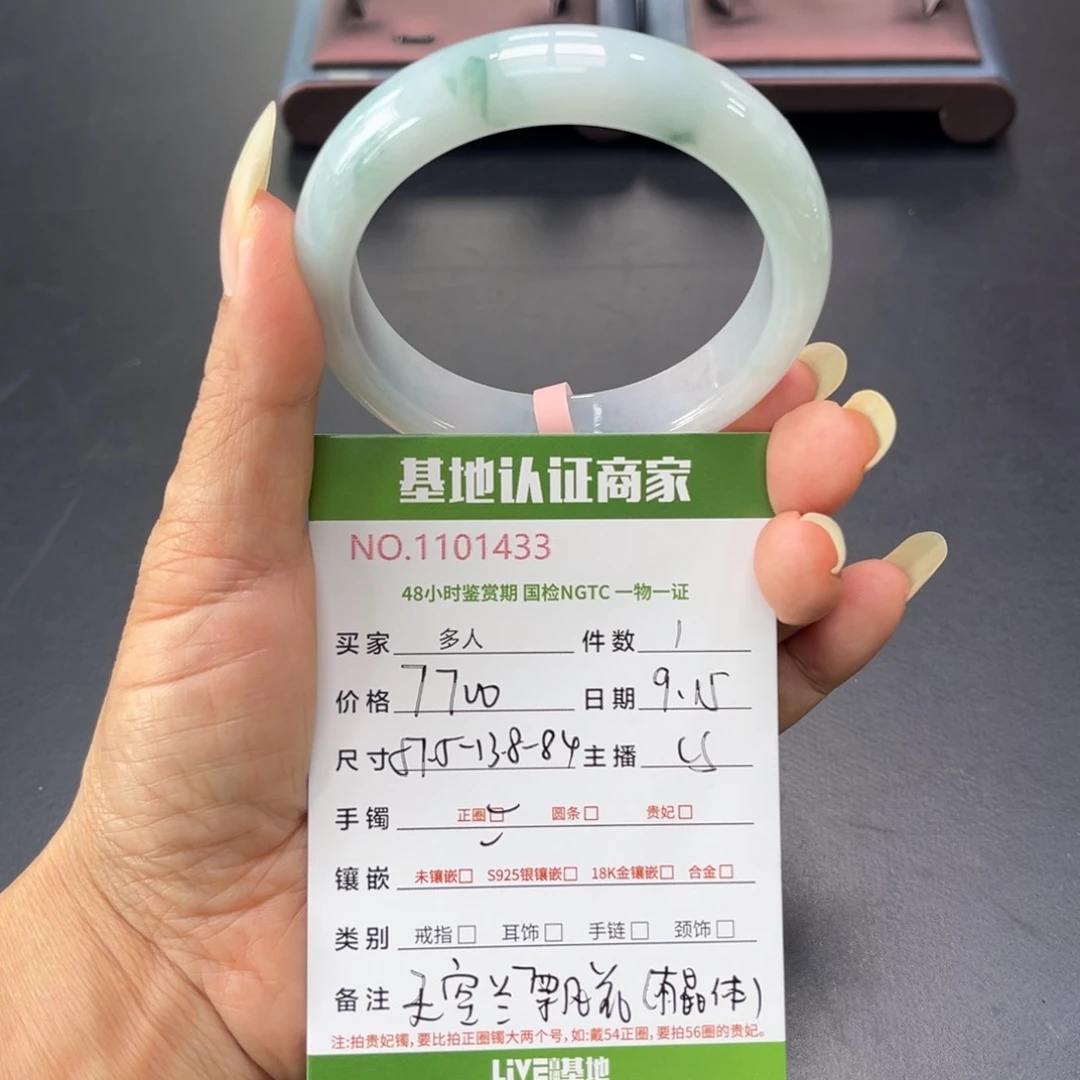 基地认证商家
NO.1101433
48小时鉴赏期 国检NGTC 一物一证
买家 多人 件数 1
价格 7700 日期 9.15
尺寸 57.5-13.8-8.4 主播
手镯 正圈☐ 圆条☐ 贵妃☐
镶嵌 未镶嵌☐ S925银镶嵌☐ 18K金镶嵌☐ 合金☐
类别 戒指☐ 耳饰☐ 手链☐ 颈饰☐
备注 天空兰飘花(有晶体)
注:拍贵妃镯,要比拍正圈镯大两个号,如:戴54正圈,要拍56圈的贵妃。
LiVE 基地